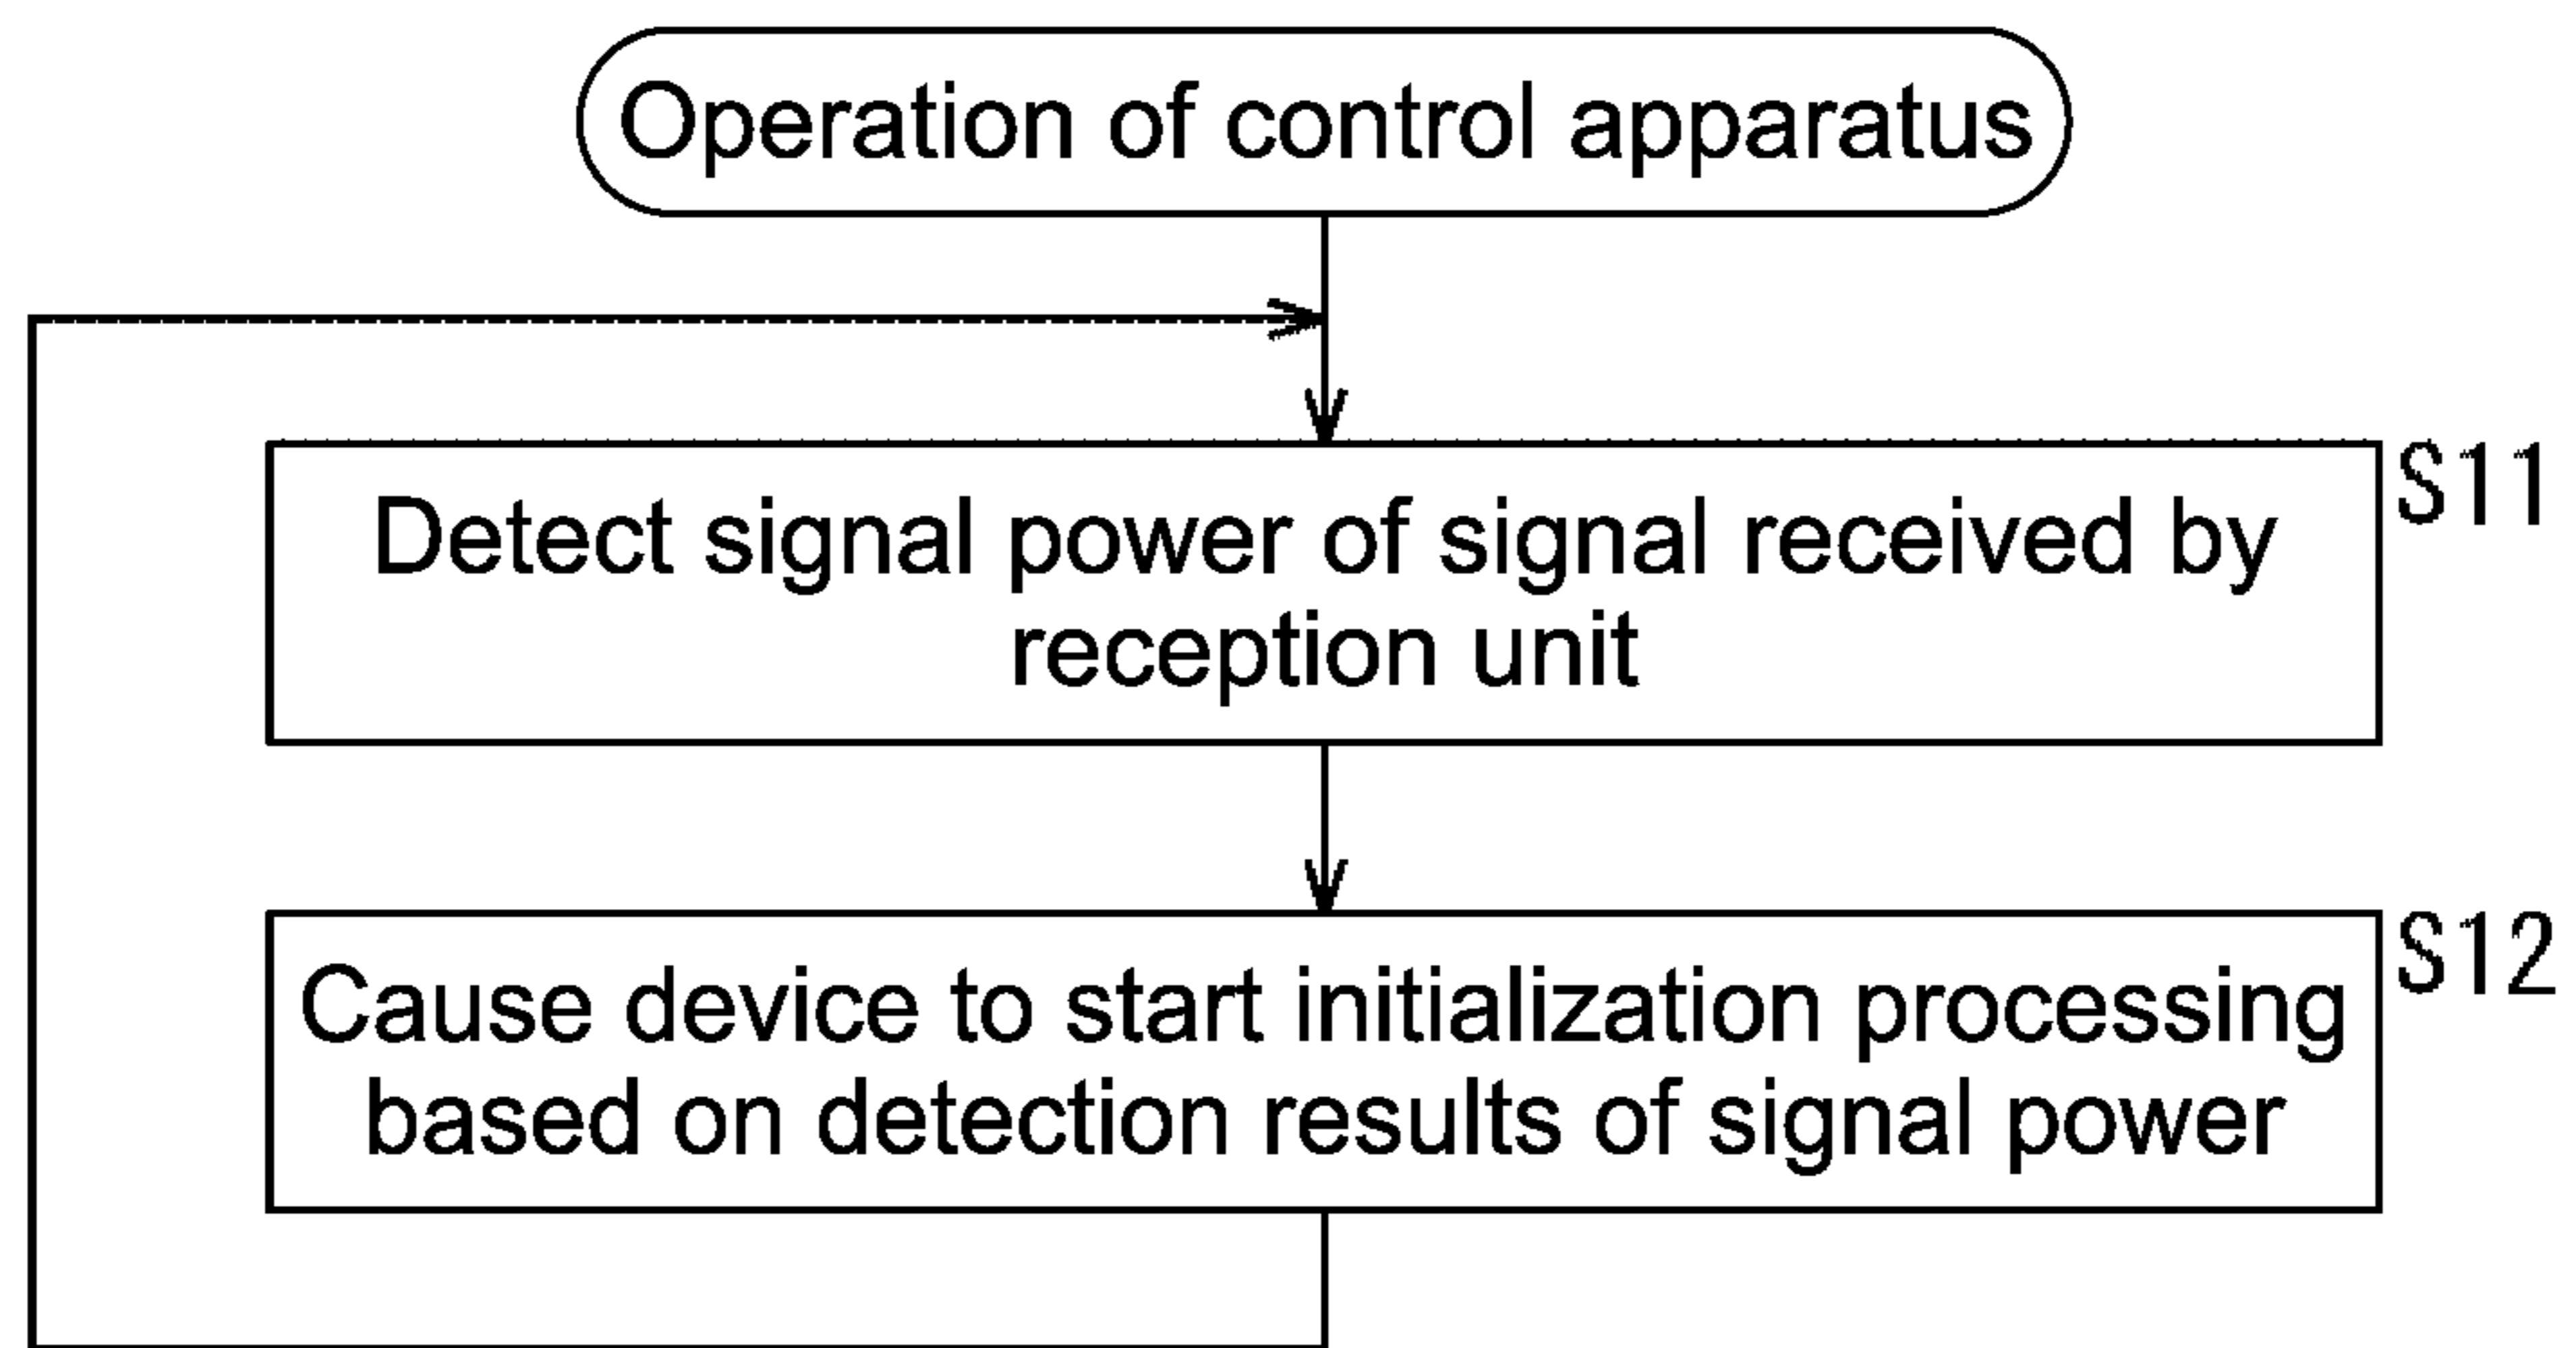 Operation of control apparatus
S11
Detect signal power of signal received by
reception unit
S12
Cause device to start initialization processing
based on detection results of signal power